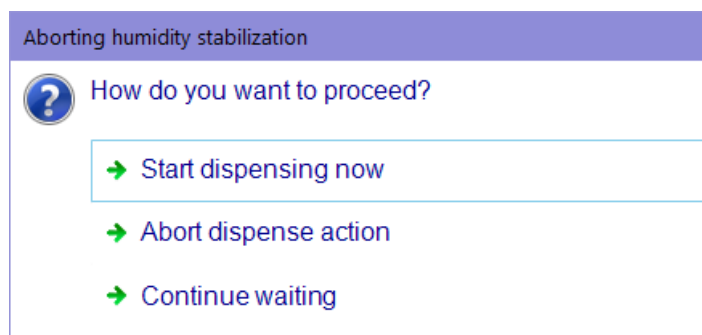 Aborting humidity stabilization
How do you want to proceed?
Start dispensing now
Abort dispense action
Continue waiting